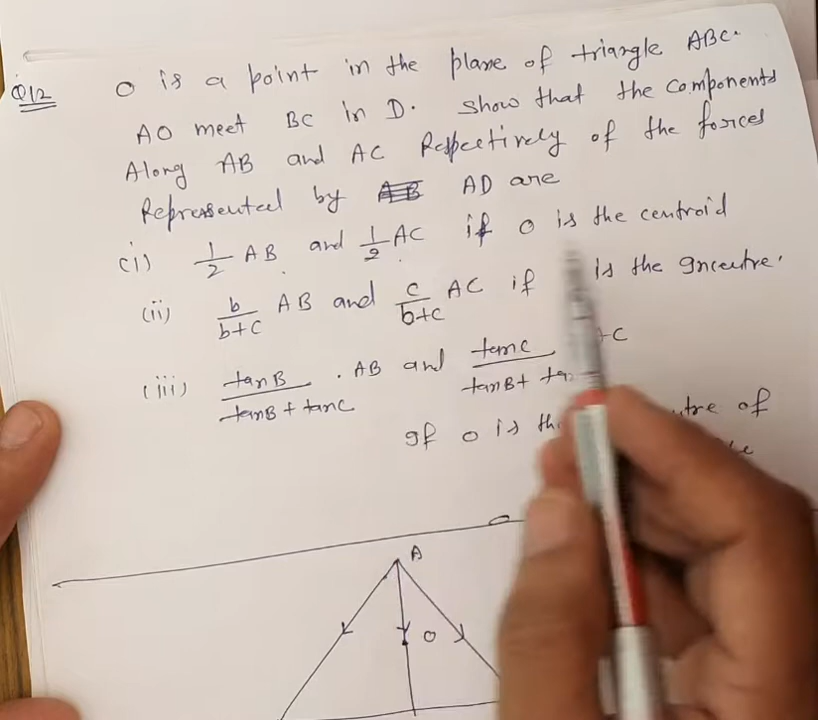 Q12 O is a point in the plane of triangle ABC.
AO meet BC in D. Show that the components
Along AB and AC Respectively of the forces
Represented by AD are
(i) 1/2 AB and 1/2 AC if O is the centroid
(ii) b/b+c AB and c/b+c AC if is the Incentre.
(iii) tanB/tanB + tanC . AB and tanC/tanB + C
If O is of
A
O